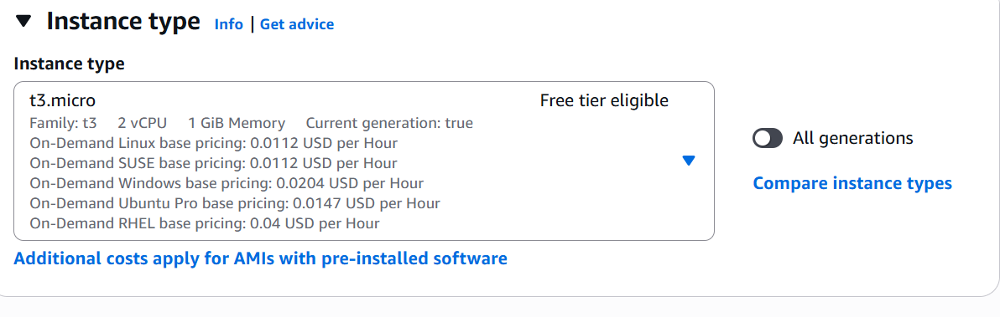 Instance type Info | Get advice
Instance type
t3.micro Free tier eligible
Family: t3 2 vCPU 1 GiB Memory Current generation: true
On-Demand Linux base pricing: 0.0112 USD per Hour
On-Demand SUSE base pricing: 0.0112 USD per Hour
On-Demand Windows base pricing: 0.0204 USD per Hour
On-Demand Ubuntu Pro base pricing: 0.0147 USD per Hour
On-Demand RHEL base pricing: 0.04 USD per Hour
All generations
Compare instance types
Additional costs apply for AMIs with pre-installed software